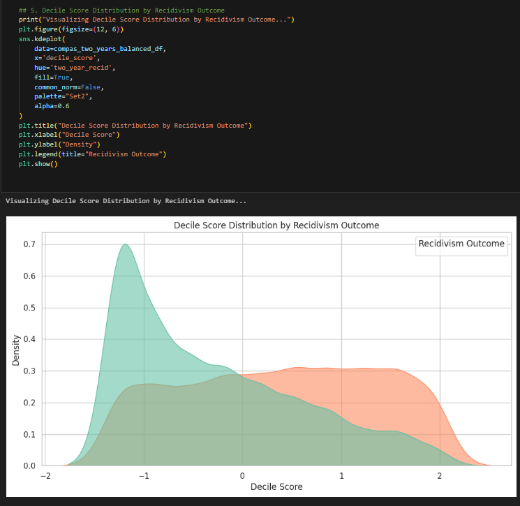 ## 5. Decile Score Distribution by Recidivism Outcome
print("Visualizing Decile Score Distribution by Recidivism Outcome...")
plt.figure(figsize=(12, 6))
sns.kdeplot(
    data=compas_two_years_balanced_df,
    x='decile_score',
    hue='two_year_recid',
    fill=True,
    common_norm=False,
    palette="Set2",
    alpha=0.6
)
plt.title("Decile Score Distribution by Recidivism Outcome")
plt.xlabel("Decile Score")
plt.ylabel("Density")
plt.legend(title="Recidivism Outcome")
plt.show()
Visualizing Decile Score Distribution by Recidivism Outcome...
Decile Score Distribution by Recidivism Outcome
Recidivism Outcome
0.7
0.6
0.5
0.4
0.3
0.2
0.1
0.0
Density
−2 −1 0 1 2
Decile Score